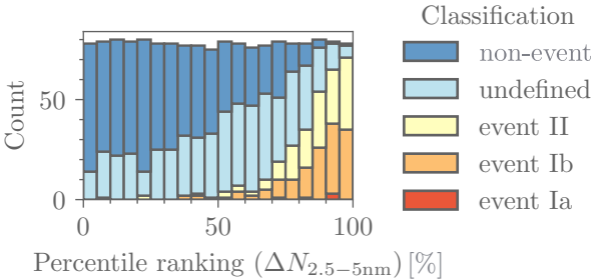 Classification
non-event
undefined
event II
event Ib
event Ia
Count
50
0
0
50
100
Percentile ranking (ΔN₂.₅₋₅ₙₘ) [%]